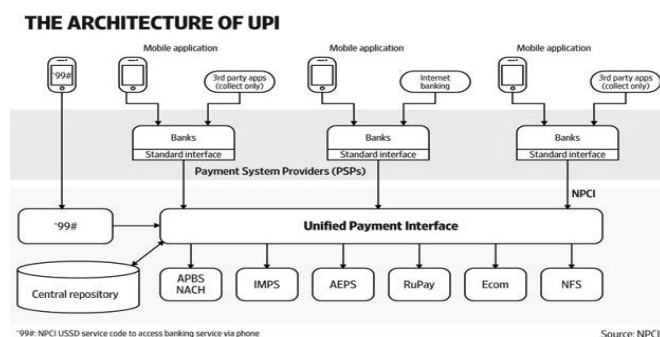 THE ARCHITECTURE OF UPI
Mobile application
Mobile application
Mobile application
*99#
3rd party apps
(collect only)
Internet
banking
3rd party apps
(collect only)
Banks
Standard interface
Banks
Standard interface
Banks
Standard interface
Payment System Providers (PSPs)
NPCI
*99#
Unified Payment Interface
Central repository
APBS
NACH
IMPS
AEPS
RuPay
Ecom
NFS
*99#: NPCI USSD service code to access banking service via phone
Source: NPCI